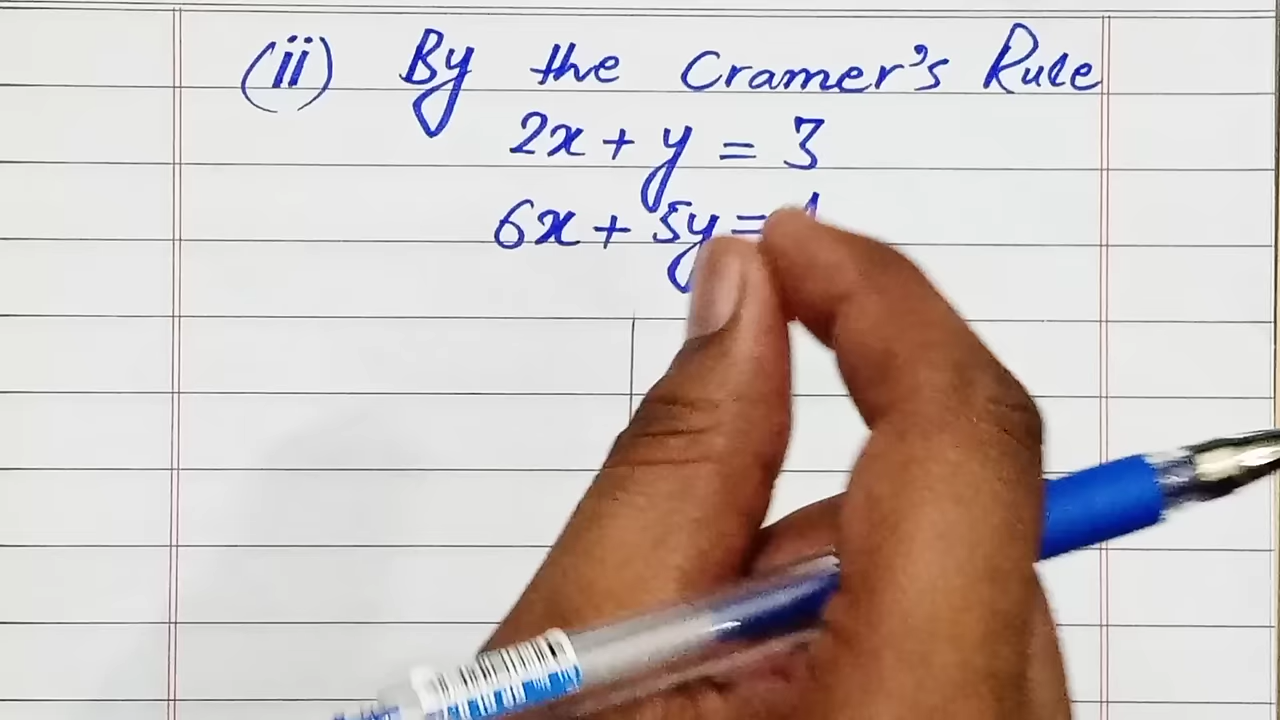 (ii) By the Cramer's Rule
2x + y = 3
6x + 5y =